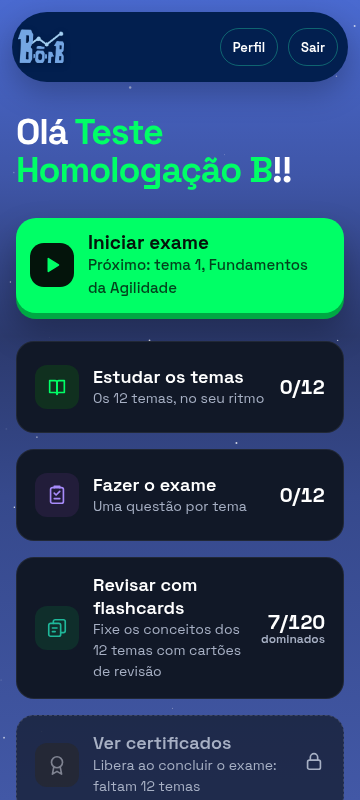 BorB
Perfil
Sair
Olá Teste
Homologação B!!
Iniciar exame
Próximo: tema 1, Fundamentos
da Agilidade
Estudar os temas
Os 12 temas, no seu ritmo
0/12
Fazer o exame
Uma questão por tema
0/12
Revisar com
flashcards
Fixe os conceitos dos
12 temas com cartões
de revisão
7/120
dominados
Ver certificados
Libera ao concluir o exame:
faltam 12 temas